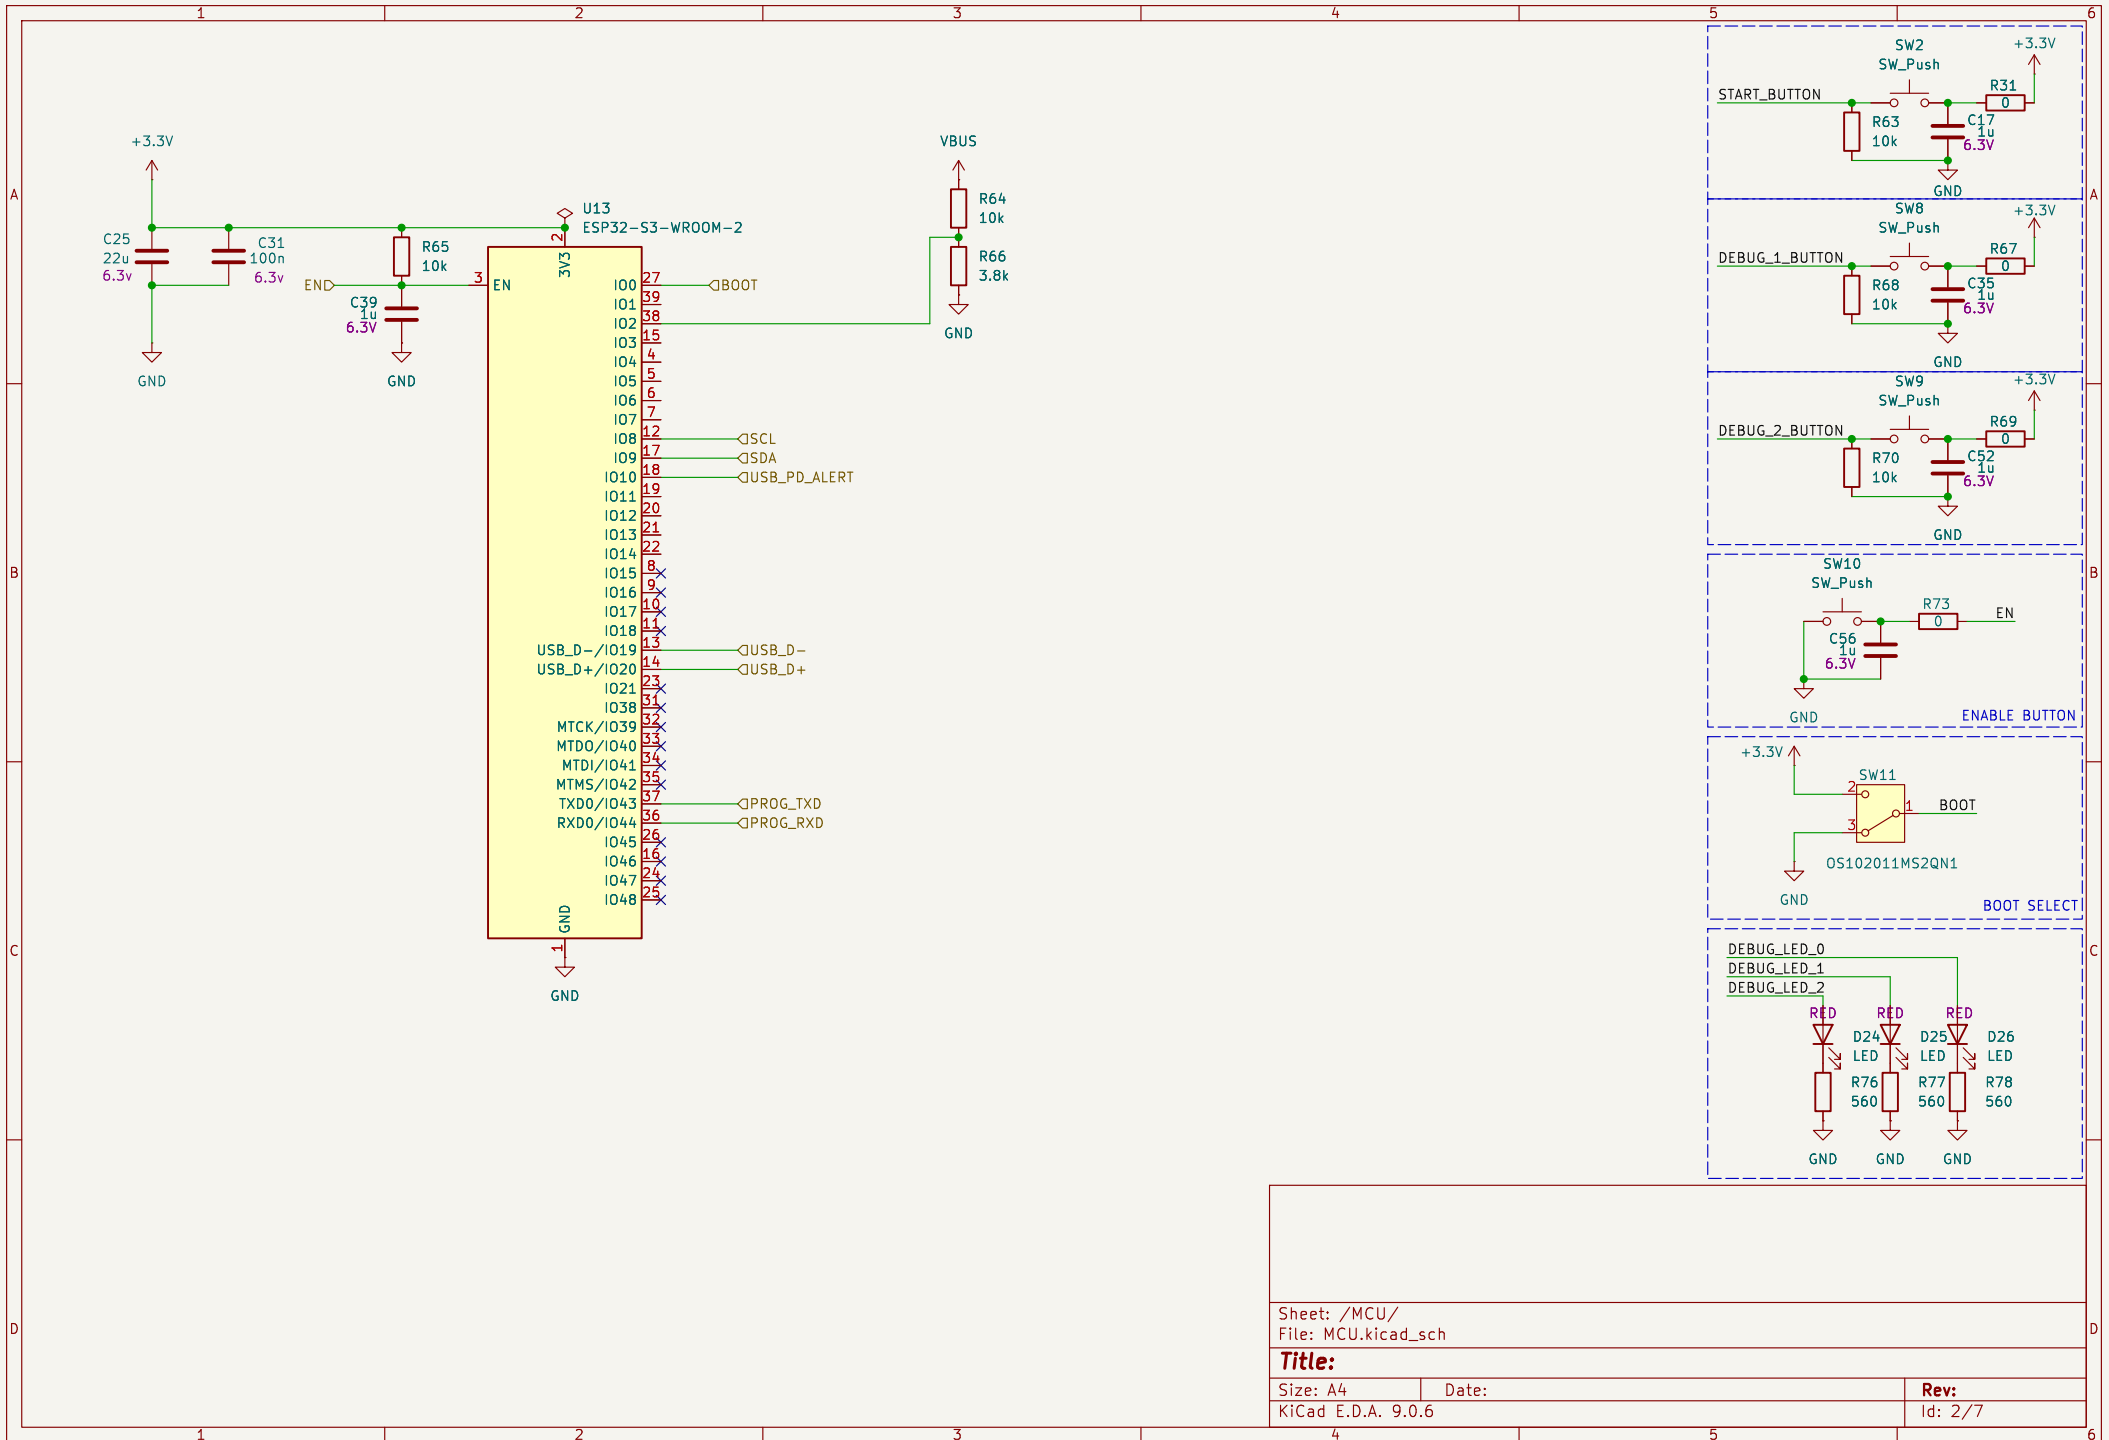 1 2 3 4 5 6
A
B
C
D
+3.3V
C25
22u
6.3v
C31
100n
6.3v
GND
EN
R65
10k
C39
1u
6.3V
GND
U13
ESP32-S3-WROOM-2
2
3V3
3
EN
IO0 27 BOOT
IO1 39
IO2 38
IO3 15
IO4 4
IO5 5
IO6 6
IO7 7
IO8 12 SCL
IO9 17 SDA
IO10 18 USB_PD_ALERT
IO11 19
IO12 20
IO13 21
IO14 22
IO15 8
IO16 9
IO17 10
IO18 11
USB_D-/IO19 13 USB_D-
USB_D+/IO20 14 USB_D+
IO21 23
IO38 31
MTCK/IO39 32
MTDO/IO40 33
MTDI/IO41 34
MTMS/IO42 35
TXD0/IO43 37 PROG_TXD
RXD0/IO44 36 PROG_RXD
IO45 26
IO46 16
IO47 24
IO48 25
GND
1
GND
VBUS
R64
10k
R66
3.8k
GND
SW2
SW_Push
+3.3V
START_BUTTON
R31
0
R63
10k
C17
1u
6.3V
GND
SW8
SW_Push
+3.3V
DEBUG_1_BUTTON
R67
0
R68
10k
C35
1u
6.3V
GND
SW9
SW_Push
+3.3V
DEBUG_2_BUTTON
R69
0
R70
10k
C52
1u
6.3V
GND
SW10
SW_Push
R73
0
EN
C56
1u
6.3V
GND
ENABLE BUTTON
+3.3V
SW11
2
1
3
BOOT
OS102011MS2QN1
GND
BOOT SELECT
DEBUG_LED_0
DEBUG_LED_1
DEBUG_LED_2
RED RED RED
D24 D25 D26
LED LED LED
R76 R77 R78
560 560 560
GND GND GND
Sheet: /MCU/
File: MCU.kicad_sch
Title:
Size: A4 Date: Rev:
KiCad E.D.A. 9.0.6 Id: 2/7
A
B
C
D
1 2 3 4 5 6